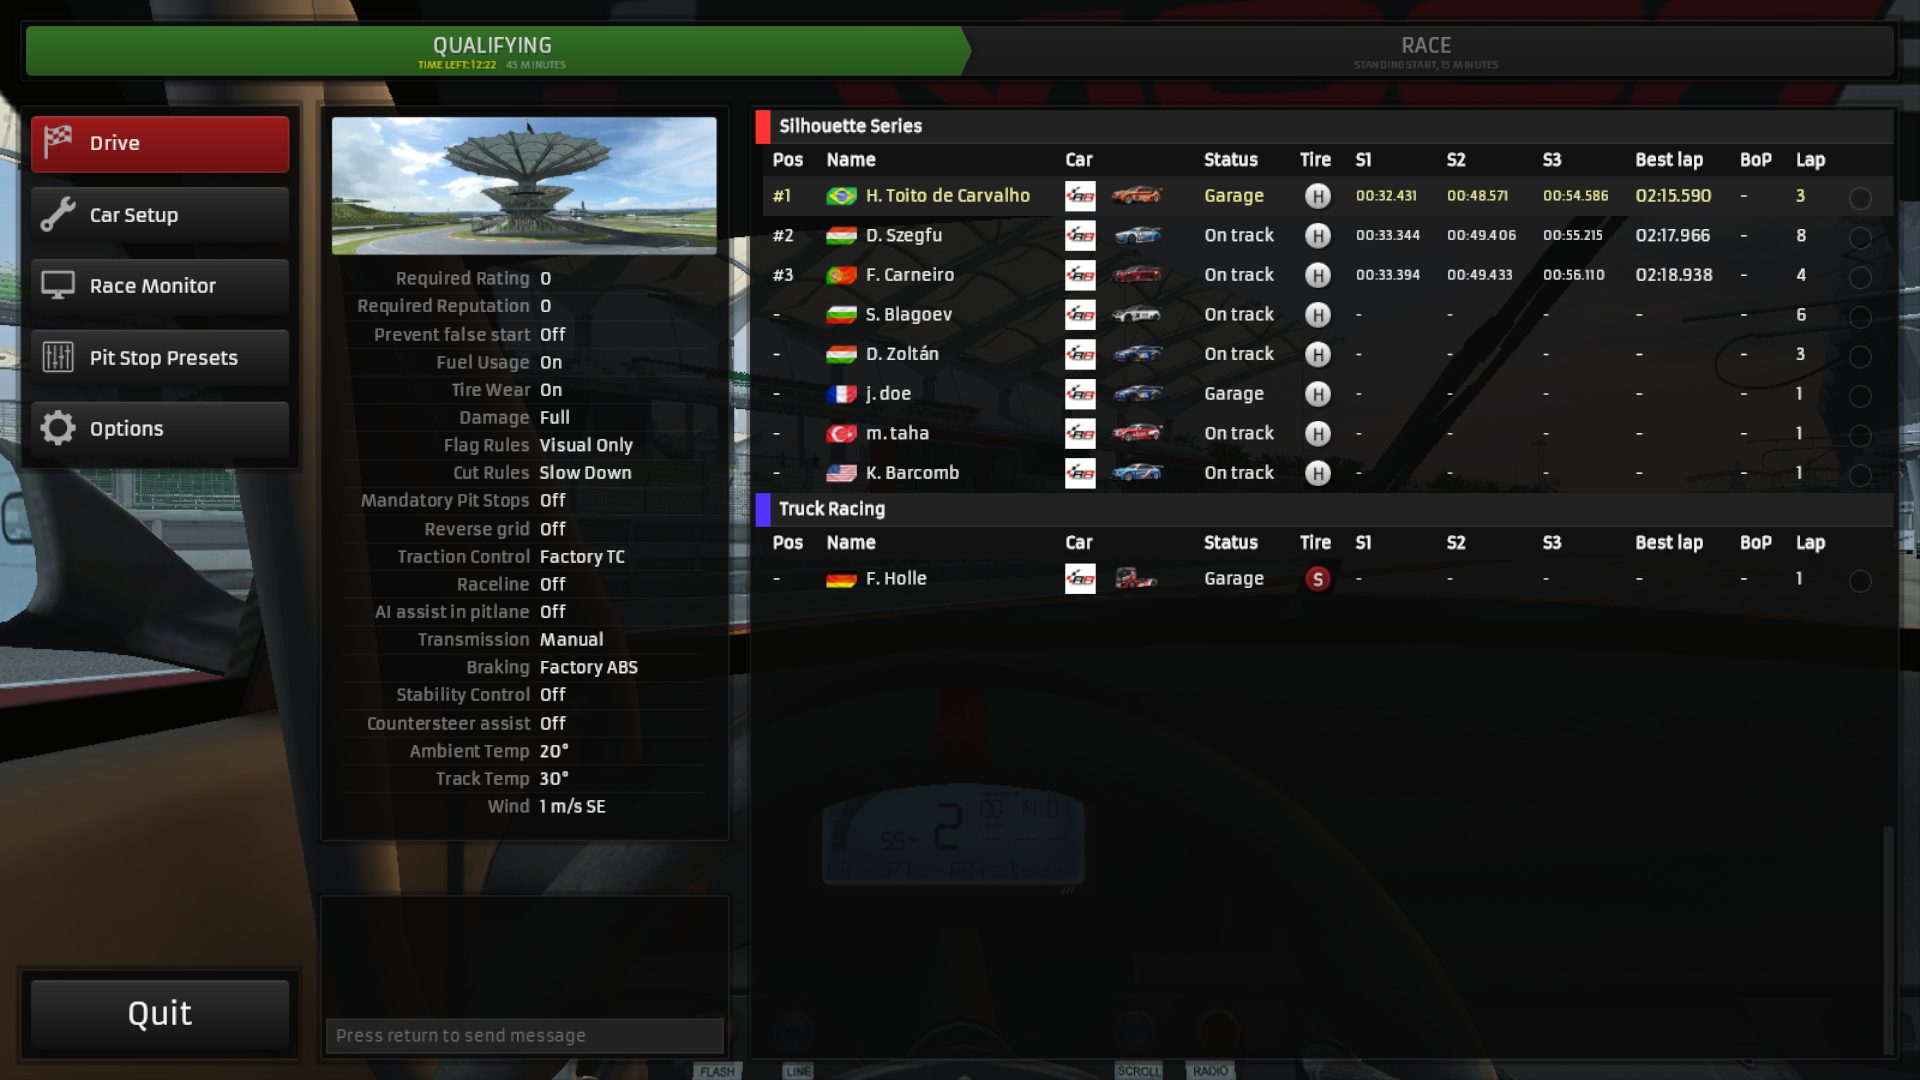 QUALIFYING
TIME LEFT: 12:22 45 MINUTES
RACE
STANDING START, 15 MINUTES
Drive
Car Setup
Race Monitor
Pit Stop Presets
Options
Quit
Required Rating 0
Required Reputation 0
Prevent false start Off
Fuel Usage On
Tire Wear On
Damage Full
Flag Rules Visual Only
Cut Rules Slow Down
Mandatory Pit Stops Off
Reverse grid Off
Traction Control Factory TC
Raceline Off
AI assist in pitlane Off
Transmission Manual
Braking Factory ABS
Stability Control Off
Countersteer assist Off
Ambient Temp 20°
Track Temp 30°
Wind 1 m/s SE
Press return to send message
Silhouette Series
Pos Name Car Status Tire S1 S2 S3 Best lap BoP Lap
#1 H. Toito de Carvalho Garage H 00:32.431 00:48.571 00:54.586 02:15.590 - 3
#2 D. Szegfu On track H 00:33.344 00:49.406 00:55.215 02:17.966 - 8
#3 F. Carneiro On track H 00:33.394 00:49.433 00:56.110 02:18.938 - 4
- S. Blagoev On track H - - - - - 6
- D. Zoltán On track H - - - - - 3
- j. doe Garage H - - - - - 1
- m. taha On track H - - - - - 1
- K. Barcomb On track H - - - - - 1
Truck Racing
Pos Name Car Status Tire S1 S2 S3 Best lap BoP Lap
- F. Holle Garage S - - - - - 1
2
55
FLASH
LINE
SCROLL
RADIO